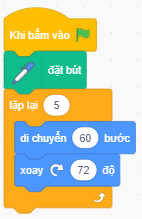 Khi bấm vào
đặt bút
lặp lại 5
di chuyển 60 bước
xoay 72 độ